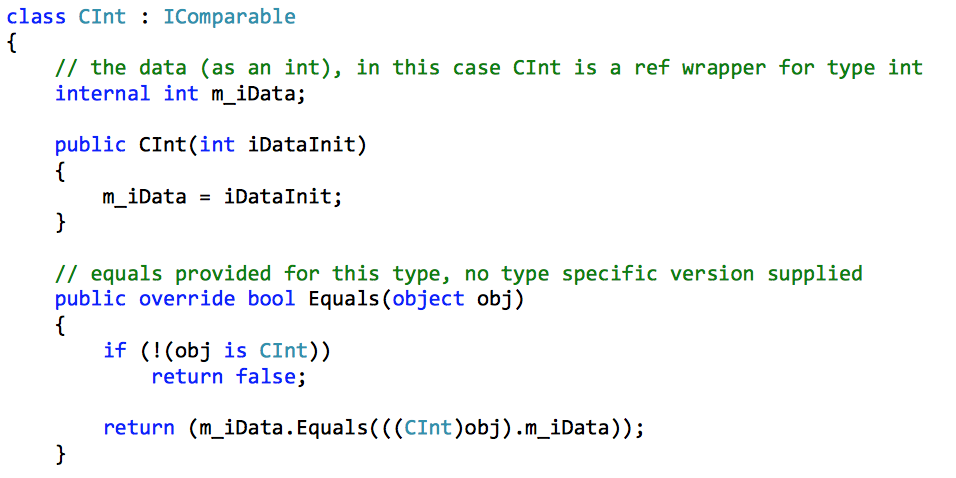 class CInt : IComparable
{
    // the data (as an int), in this case CInt is a ref wrapper for type int
    internal int m_iData;

    public CInt(int iDataInit)
    {
        m_iData = iDataInit;
    }

    // equals provided for this type, no type specific version supplied
    public override bool Equals(object obj)
    {
        if (!(obj is CInt))
            return false;

        return (m_iData.Equals(((CInt)obj).m_iData));
    }